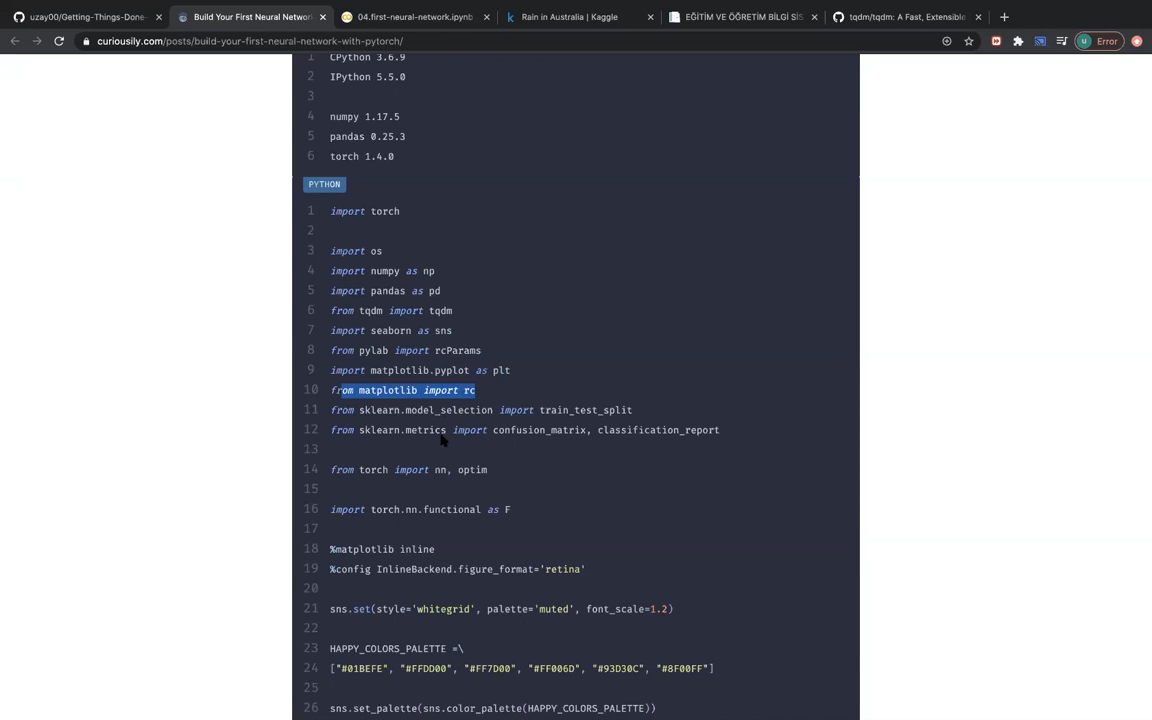 uzay00/Getting-Things-Done-
Build Your First Neural Network
04.first-neural-network.ipynb
Rain in Australia | Kaggle
EĞİTİM VE ÖĞRETİM BİLGİ SİS
tqdm/tqdm: A Fast, Extensible
curiousily.com/posts/build-your-first-neural-network-with-pytorch/
u Error
1 CPython 3.6.9
2 IPython 5.5.0
3
4 numpy 1.17.5
5 pandas 0.25.3
6 torch 1.4.0
PYTHON
1 import torch
2
3 import os
4 import numpy as np
5 import pandas as pd
6 from tqdm import tqdm
7 import seaborn as sns
8 from pylab import rcParams
9 import matplotlib.pyplot as plt
10 from matplotlib import rc
11 from sklearn.model_selection import train_test_split
12 from sklearn.metrics import confusion_matrix, classification_report
13
14 from torch import nn, optim
15
16 import torch.nn.functional as F
17
18 %matplotlib inline
19 %config InlineBackend.figure_format='retina'
20
21 sns.set(style='whitegrid', palette='muted', font_scale=1.2)
22
23 HAPPY_COLORS_PALETTE =\
24 ["#01BEFE", "#FFDD00", "#FF7D00", "#FF006D", "#93D30C", "#8F00FF"]
25
26 sns.set_palette(sns.color_palette(HAPPY_COLORS_PALETTE))